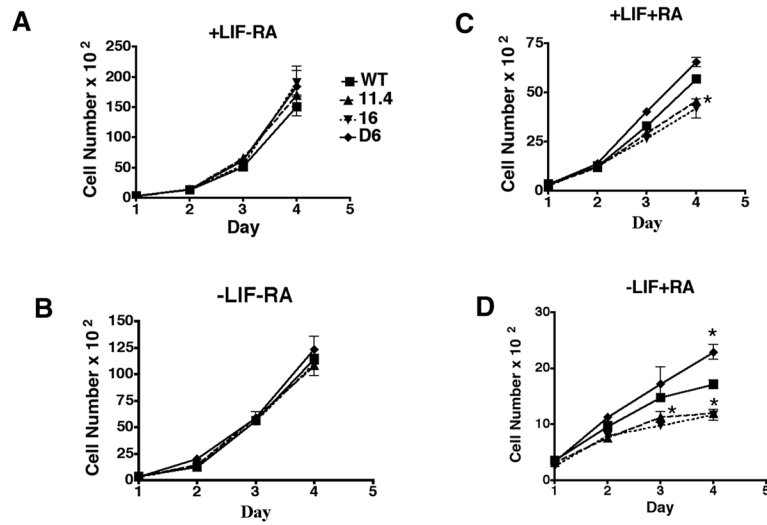 A
+LIF-RA
Cell Number x 10 2
250
200
150
100
50
0
1 2 3 4 5
Day
WT
11.4
16
D6
C
+LIF+RA
Cell Number x 10 2
75
50
25
0
1 2 3 4 5
Day
*
B
-LIF-RA
Cell Number x 10 2
150
125
100
75
50
25
0
1 2 3 4 5
Day
D
-LIF+RA
Cell Number x 10 2
30
20
10
0
1 2 3 4 5
Day
*
*
*